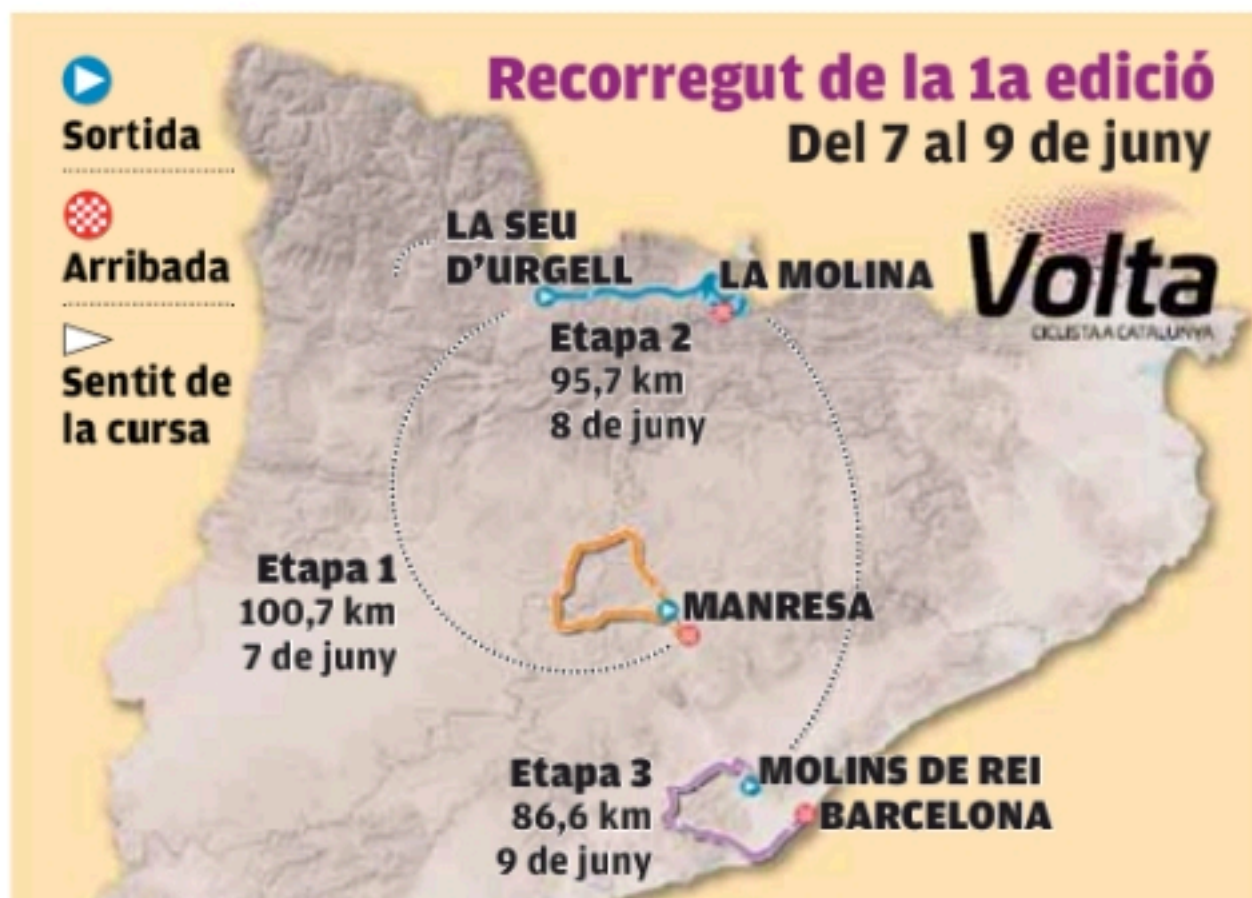 Recorregut de la 1a edició
Del 7 al 9 de juny
Sortida
Arribada
Sentit de
la cursa
Volta
CICLISTA A CATALUNYA
LA SEU
D'URGELL
LA MOLINA
Etapa 2
95,7 km
8 de juny
Etapa 1
100,7 km
7 de juny
MANRESA
Etapa 3
86,6 km
9 de juny
MOLINS DE REI
BARCELONA